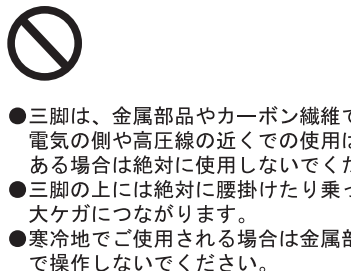 ●三脚は、金属部品やカーボン繊維で
電気の側や高圧線の近くでの使用は
ある場合は絶対に使用しないでくだ
●三脚の上には絶対に腰掛けたり乗っ
大ケガにつながります。
●寒冷地でご使用される場合は金属部
で操作しないでください。